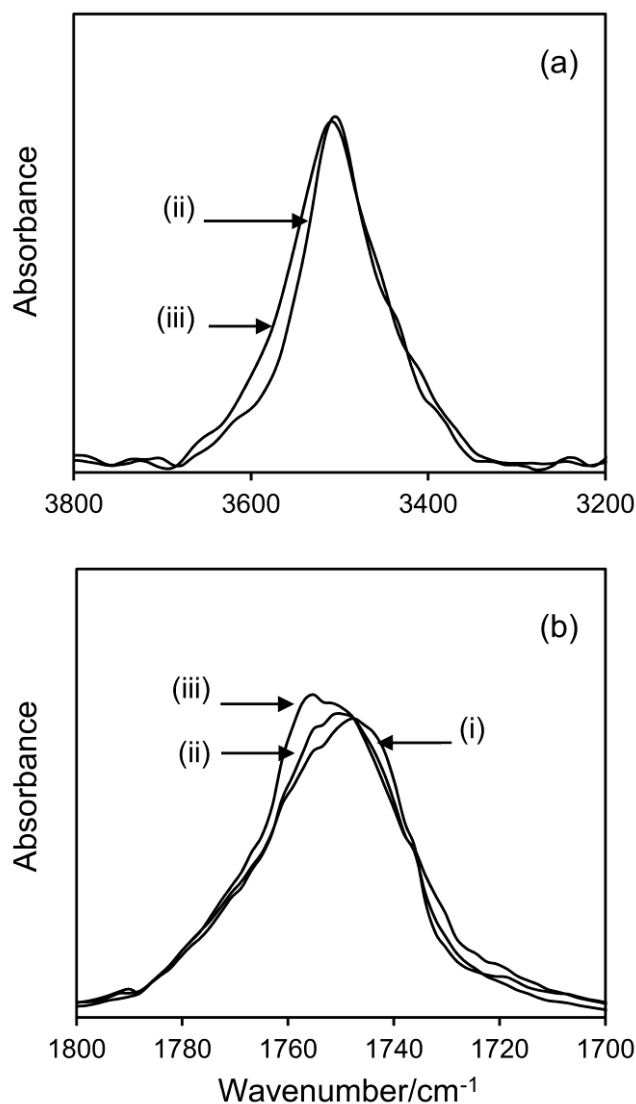 (a)
Absorbance
(ii)
(iii)
3800 3600 3400 3200
(b)
Absorbance
(iii)
(i)
(ii)
1800 1780 1760 1740 1720 1700
Wavenumber/cm⁻¹